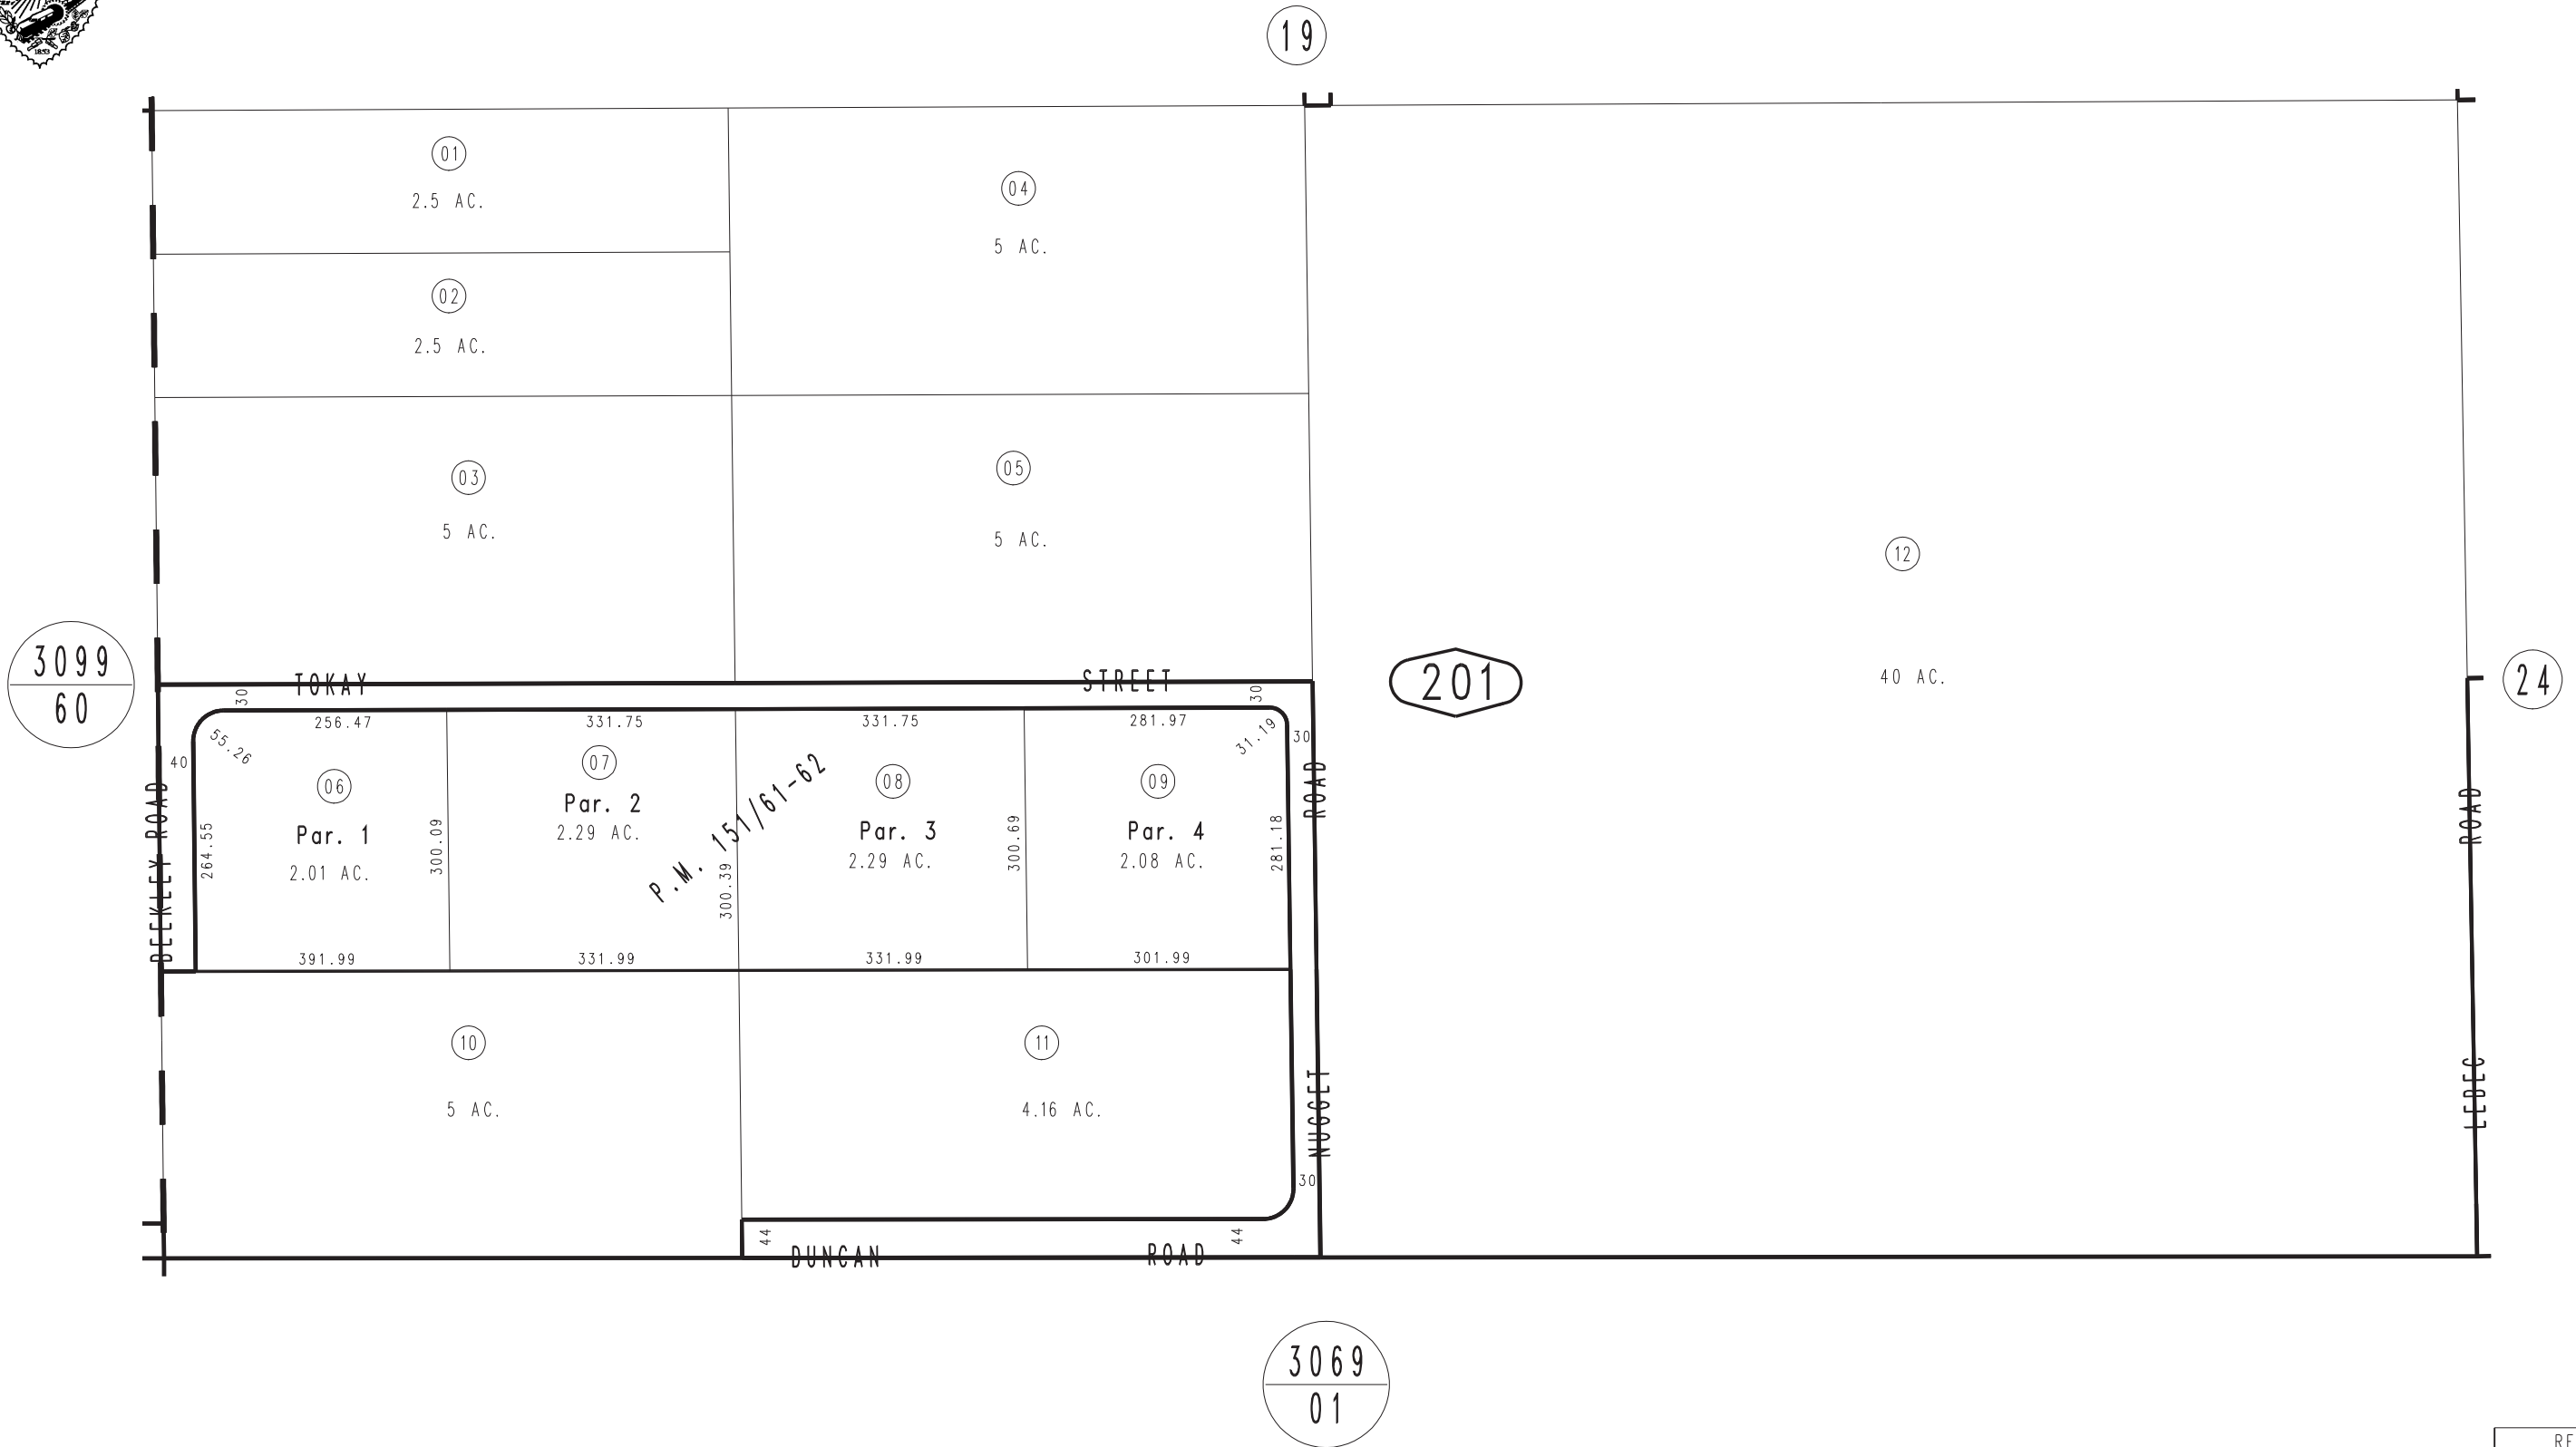 1853
19
01
2.5 AC.
04
5 AC.
02
2.5 AC.
03
5 AC.
05
5 AC.
12
40 AC.
3099
60
TOKAY STREET
201
24
30
30
256.47
331.75
331.75
281.97
55.26
31.19
40
30
06
Par. 1
2.01 AC.
07
Par. 2
2.29 AC.
P.M. 151/61-62
08
Par. 3
2.29 AC.
09
Par. 4
2.08 AC.
264.55
300.09
300.39
300.69
281.18
391.99
331.99
331.99
301.99
BEEKLEY ROAD
NUGGET ROAD
LEDEC ROAD
10
5 AC.
11
4.16 AC.
30
44
44
DUNCAN ROAD
3069
01